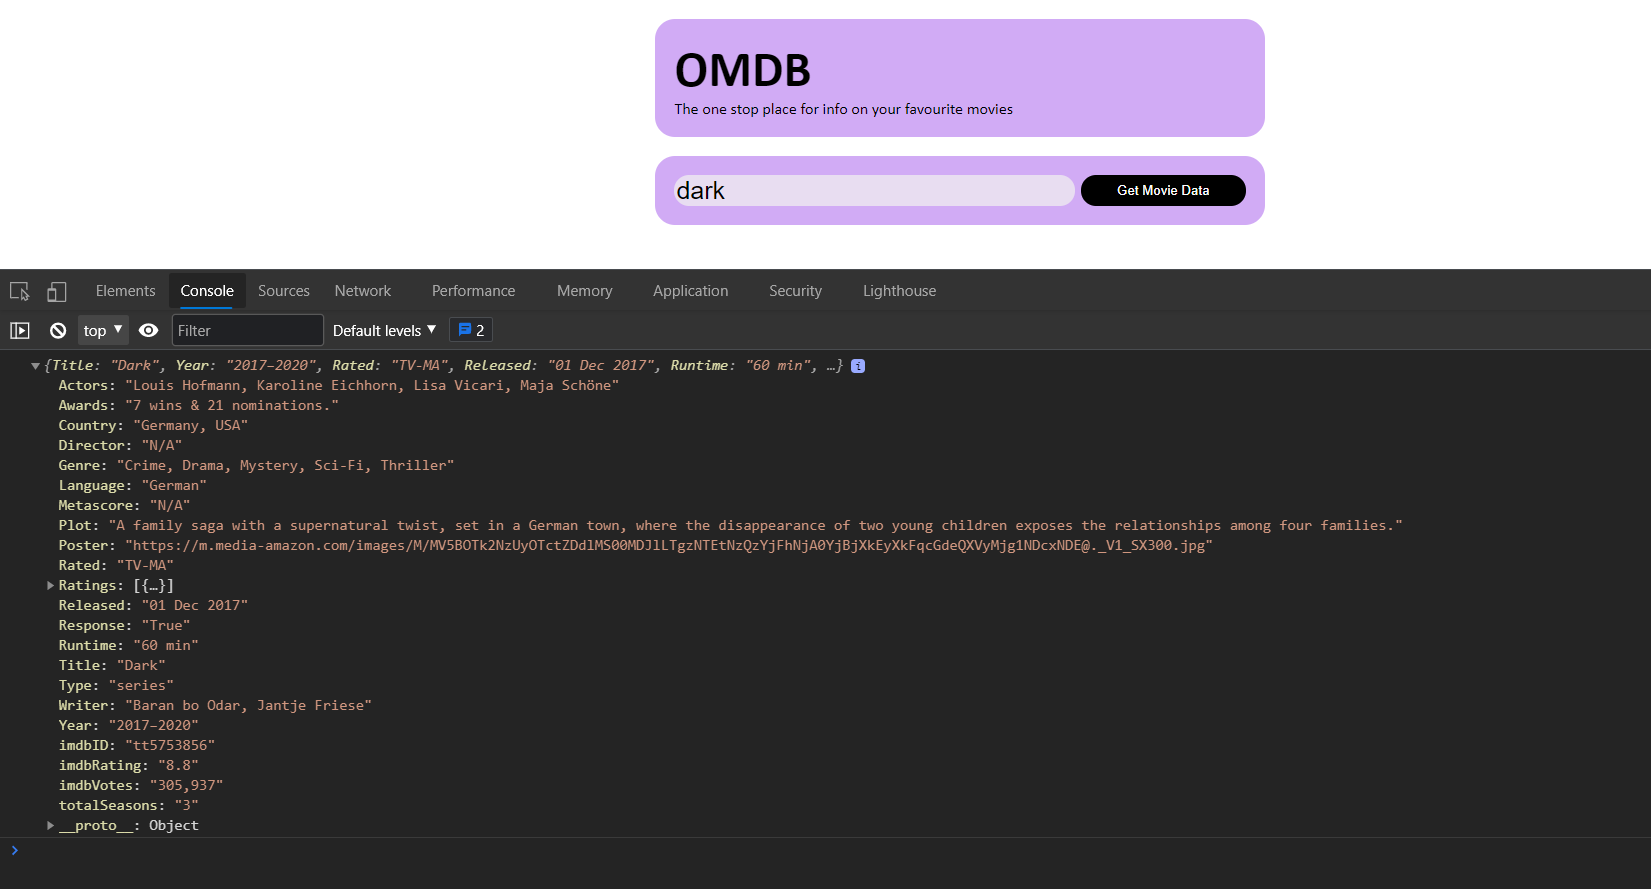 OMDB
The one stop place for info on your favourite movies
dark
Get Movie Data
Elements Console Sources Network Performance Memory Application Security Lighthouse
top ▼ Filter Default levels ▼ 2
▼{Title: "Dark", Year: "2017–2020", Rated: "TV-MA", Released: "01 Dec 2017", Runtime: "60 min", …} i
Actors: "Louis Hofmann, Karoline Eichhorn, Lisa Vicari, Maja Schöne"
Awards: "7 wins & 21 nominations."
Country: "Germany, USA"
Director: "N/A"
Genre: "Crime, Drama, Mystery, Sci-Fi, Thriller"
Language: "German"
Metascore: "N/A"
Plot: "A family saga with a supernatural twist, set in a German town, where the disappearance of two young children exposes the relationships among four families."
Poster: "https://m.media-amazon.com/images/M/MV5BOTk2NzUyOTctZDdlMS00MDJlLTgzNTEtNzQzYjFhNjA0YjBjXkEyXkFqcGdeQXVyMjg1NDcxNDE@._V1_SX300.jpg"
Rated: "TV-MA"
▶Ratings: [{…}]
Released: "01 Dec 2017"
Response: "True"
Runtime: "60 min"
Title: "Dark"
Type: "series"
Writer: "Baran bo Odar, Jantje Friese"
Year: "2017–2020"
imdbID: "tt5753856"
imdbRating: "8.8"
imdbVotes: "305,937"
totalSeasons: "3"
▶__proto__: Object